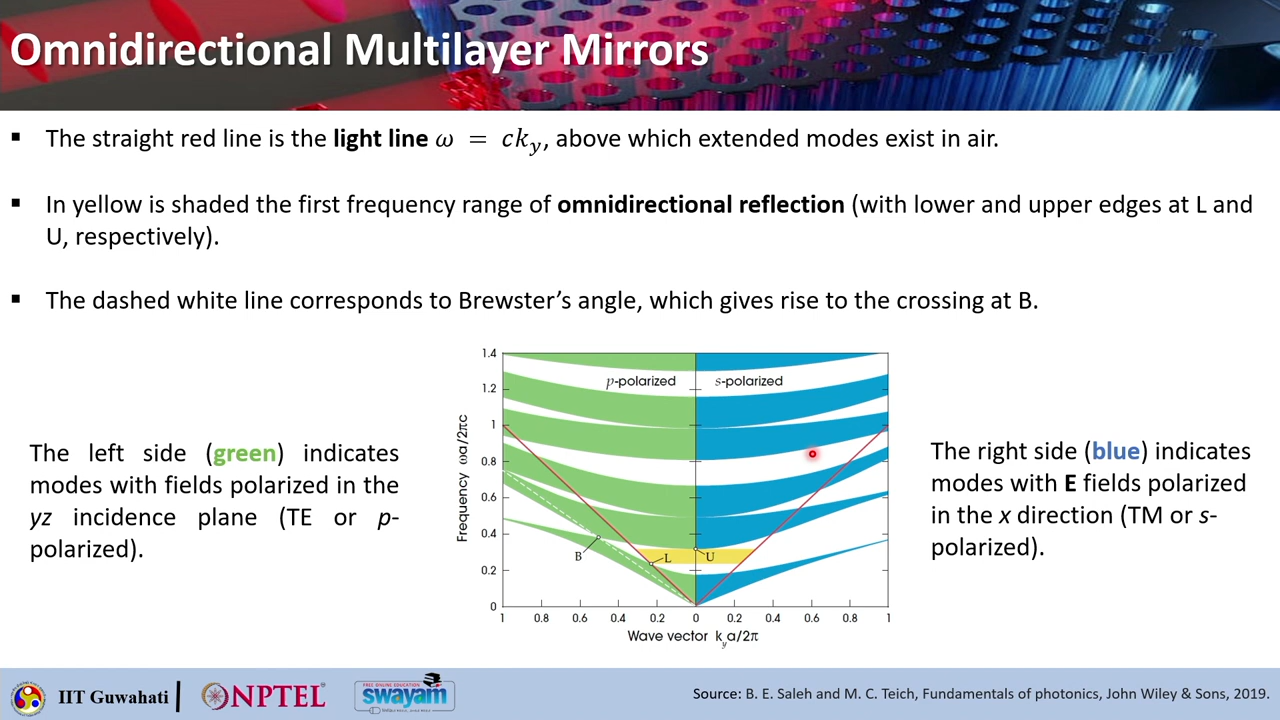 Omnidirectional Multilayer Mirrors
▪ The straight red line is the light line ω = ckᵧ, above which extended modes exist in air.
▪ In yellow is shaded the first frequency range of omnidirectional reflection (with lower and upper edges at L and
U, respectively).
▪ The dashed white line corresponds to Brewster’s angle, which gives rise to the crossing at B.
The left side (green) indicates
modes with fields polarized in the
yz incidence plane (TE or p-
polarized).
1.4
1.2
1
0.8
0.6
0.4
0.2
0
Frequency ωa/2πc
p-polarized
s-polarized
B
L
U
1 0.8 0.6 0.4 0.2 0 0.2 0.4 0.6 0.8 1
Wave vector kᵧa/2π
The right side (blue) indicates
modes with E fields polarized
in the x direction (TM or s-
polarized).
IIT Guwahati
NPTEL
FREE ONLINE EDUCATION
swayam
Source: B. E. Saleh and M. C. Teich, Fundamentals of photonics, John Wiley & Sons, 2019.